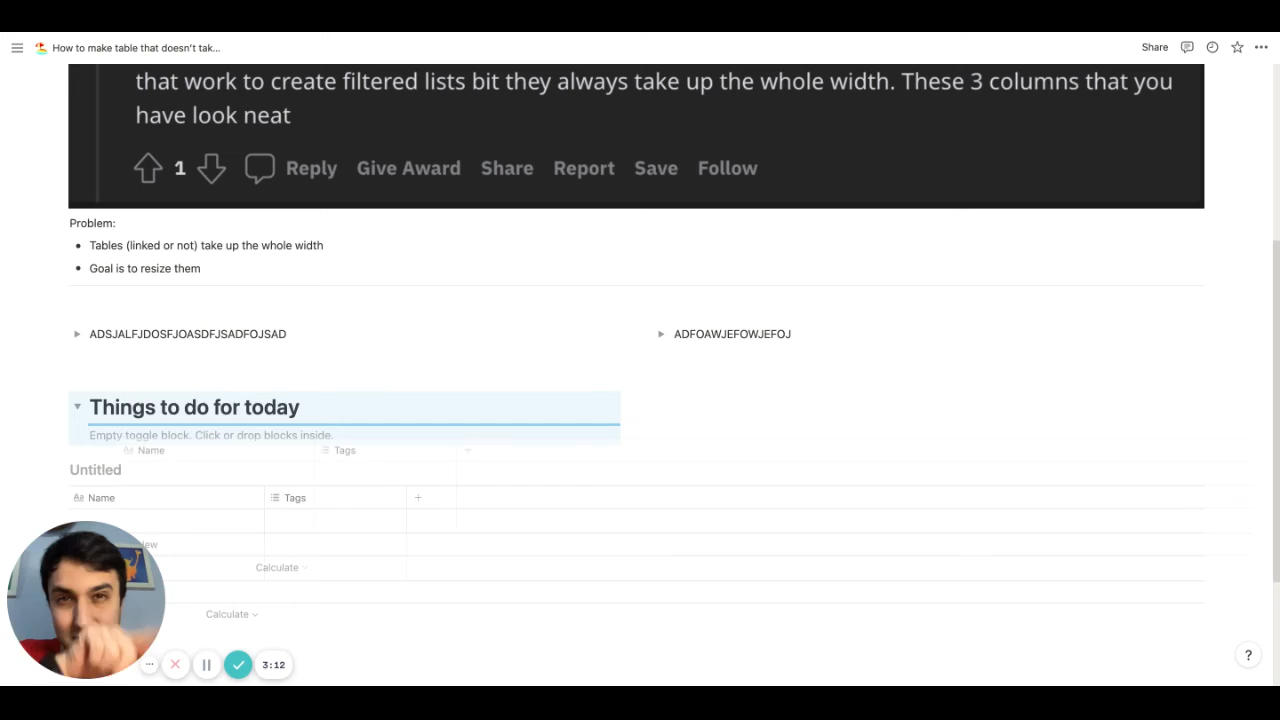 How to make table that doesn't tak...
Share
that work to create filtered lists bit they always take up the whole width. These 3 columns that you
have look neat
1 Reply Give Award Share Report Save Follow
Problem:
• Tables (linked or not) take up the whole width
• Goal is to resize them
ADSJALFJDOSFJOASDFJSADFOJSAD
ADFOAWJEFOWJEFOJ
Things to do for today
Empty toggle block. Click or drop blocks inside.
Aa Name Tags +
Untitled
Aa Name Tags +
Calculate
Calculate
3:12
?